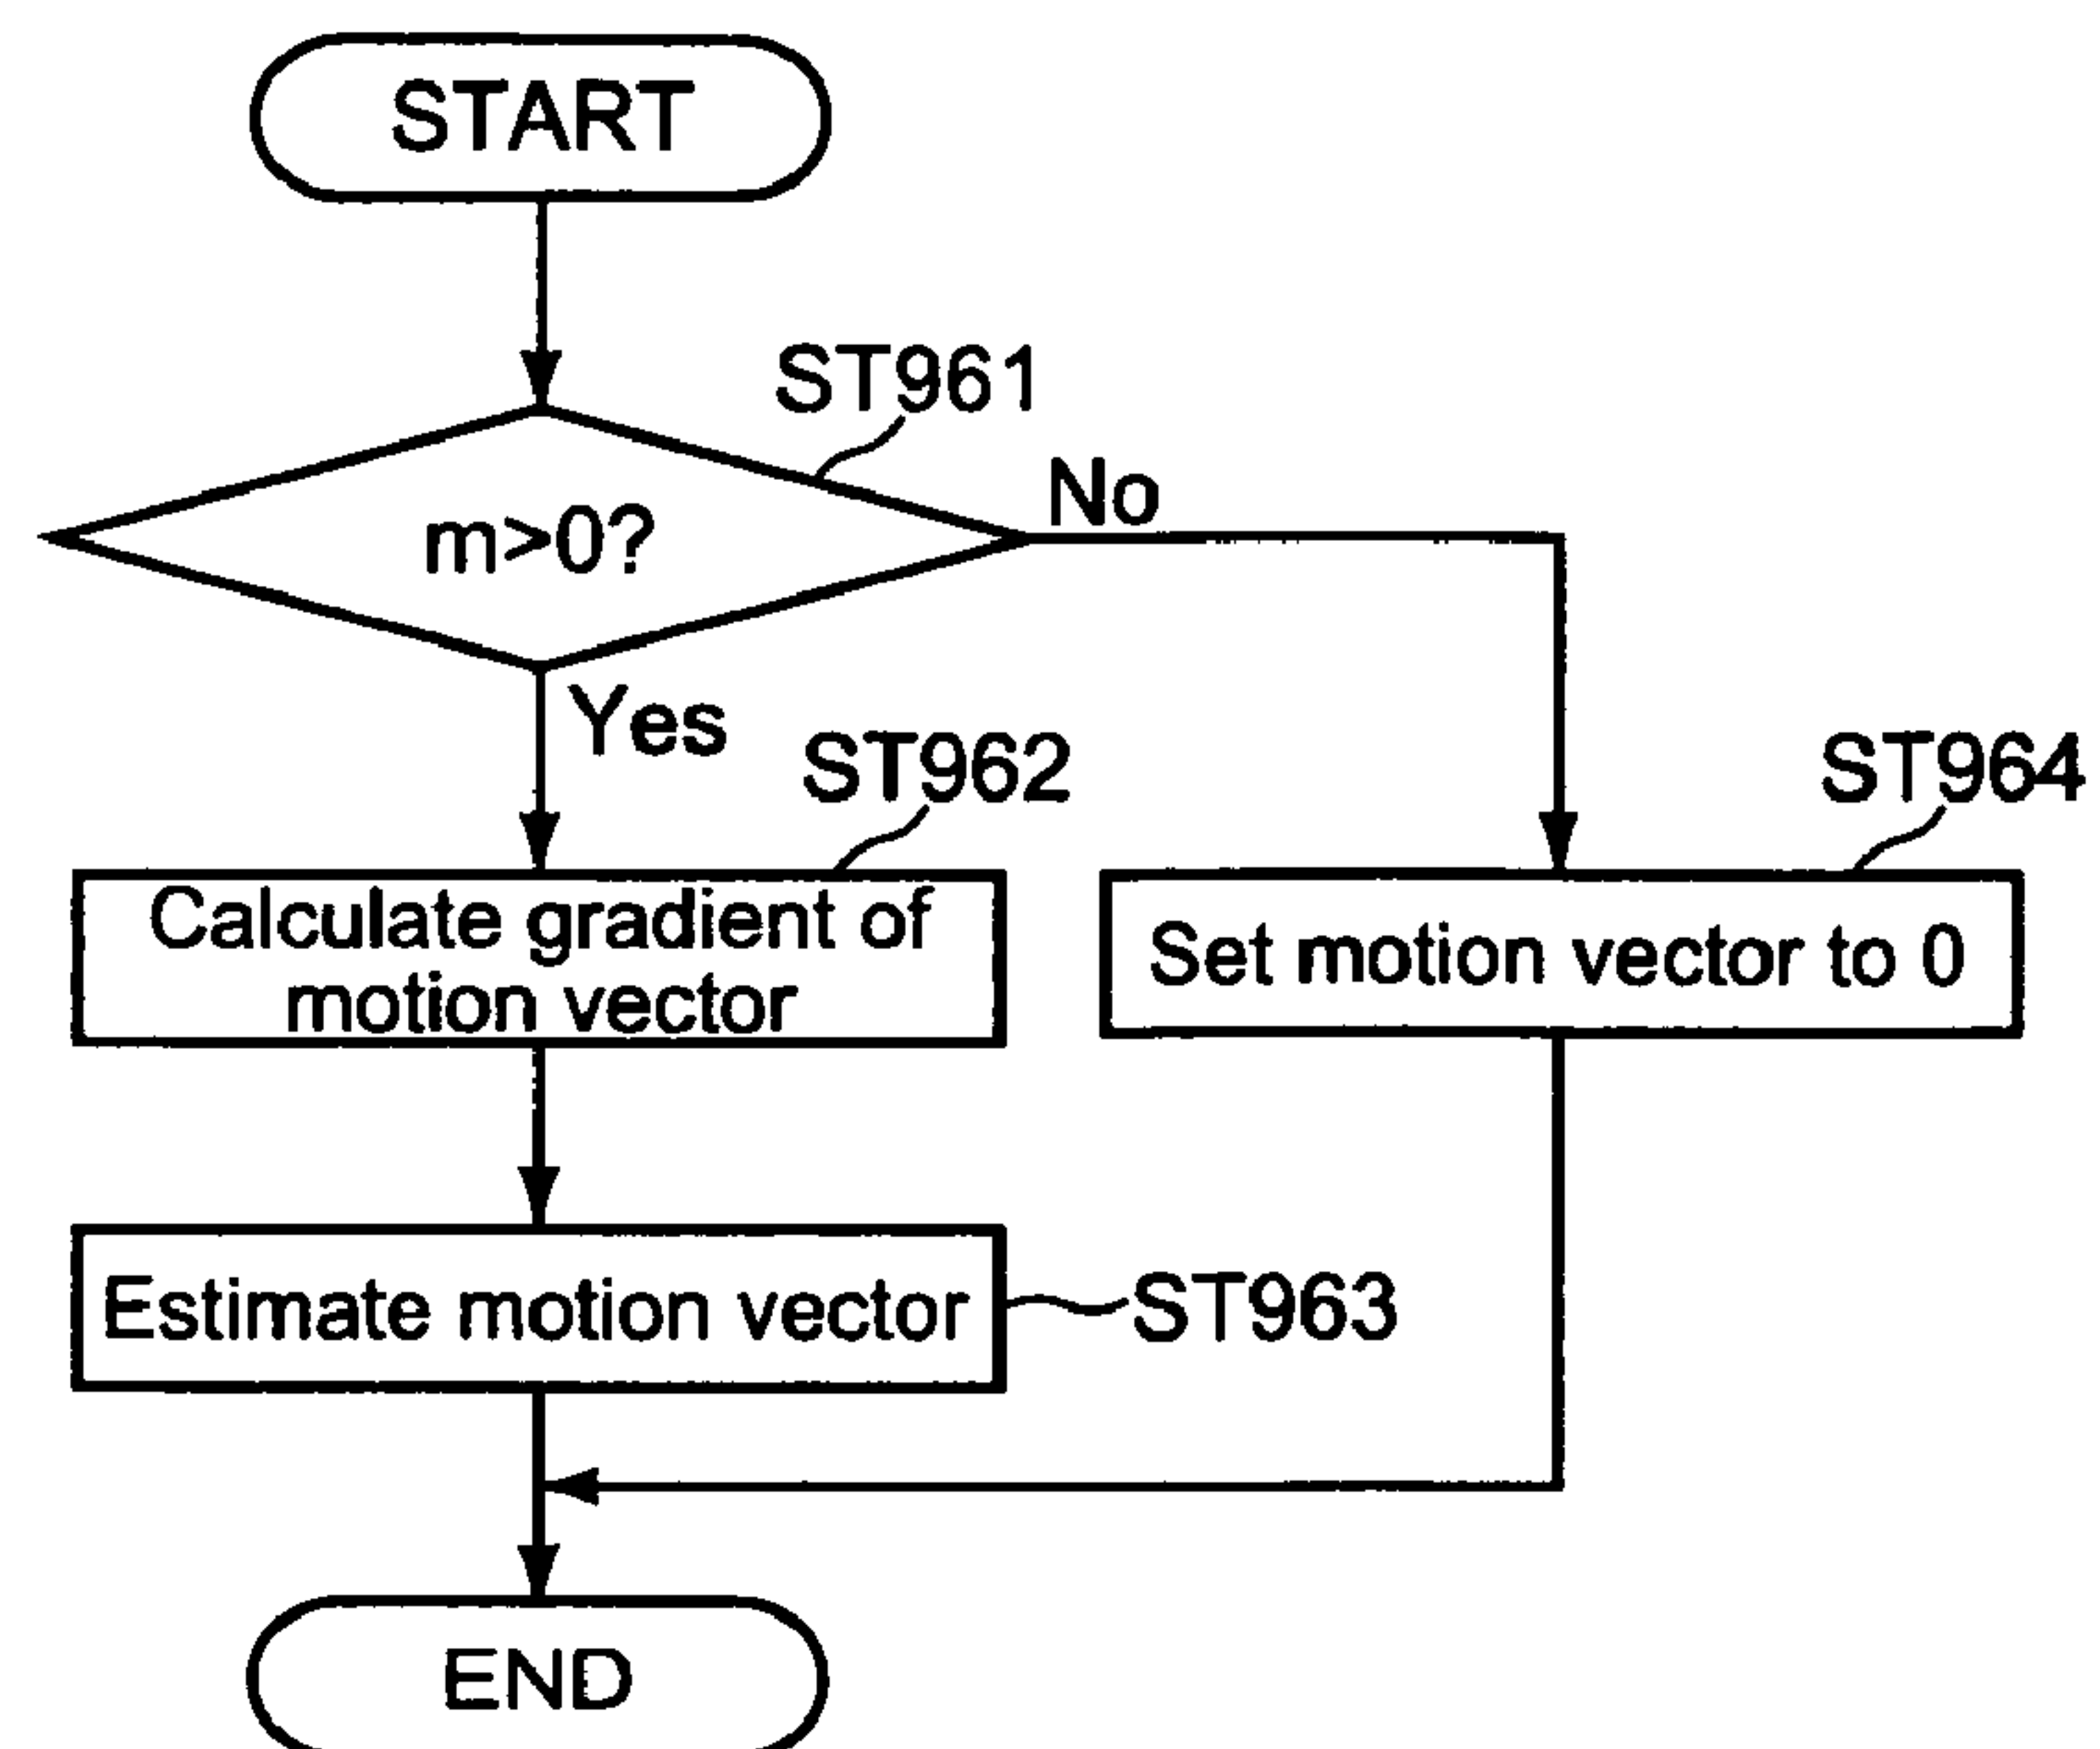 START
ST961
m>0?
No
Yes
ST962
ST964
Calculate gradient of
motion vector
Set motion vector to 0
Estimate motion vector
ST963
END